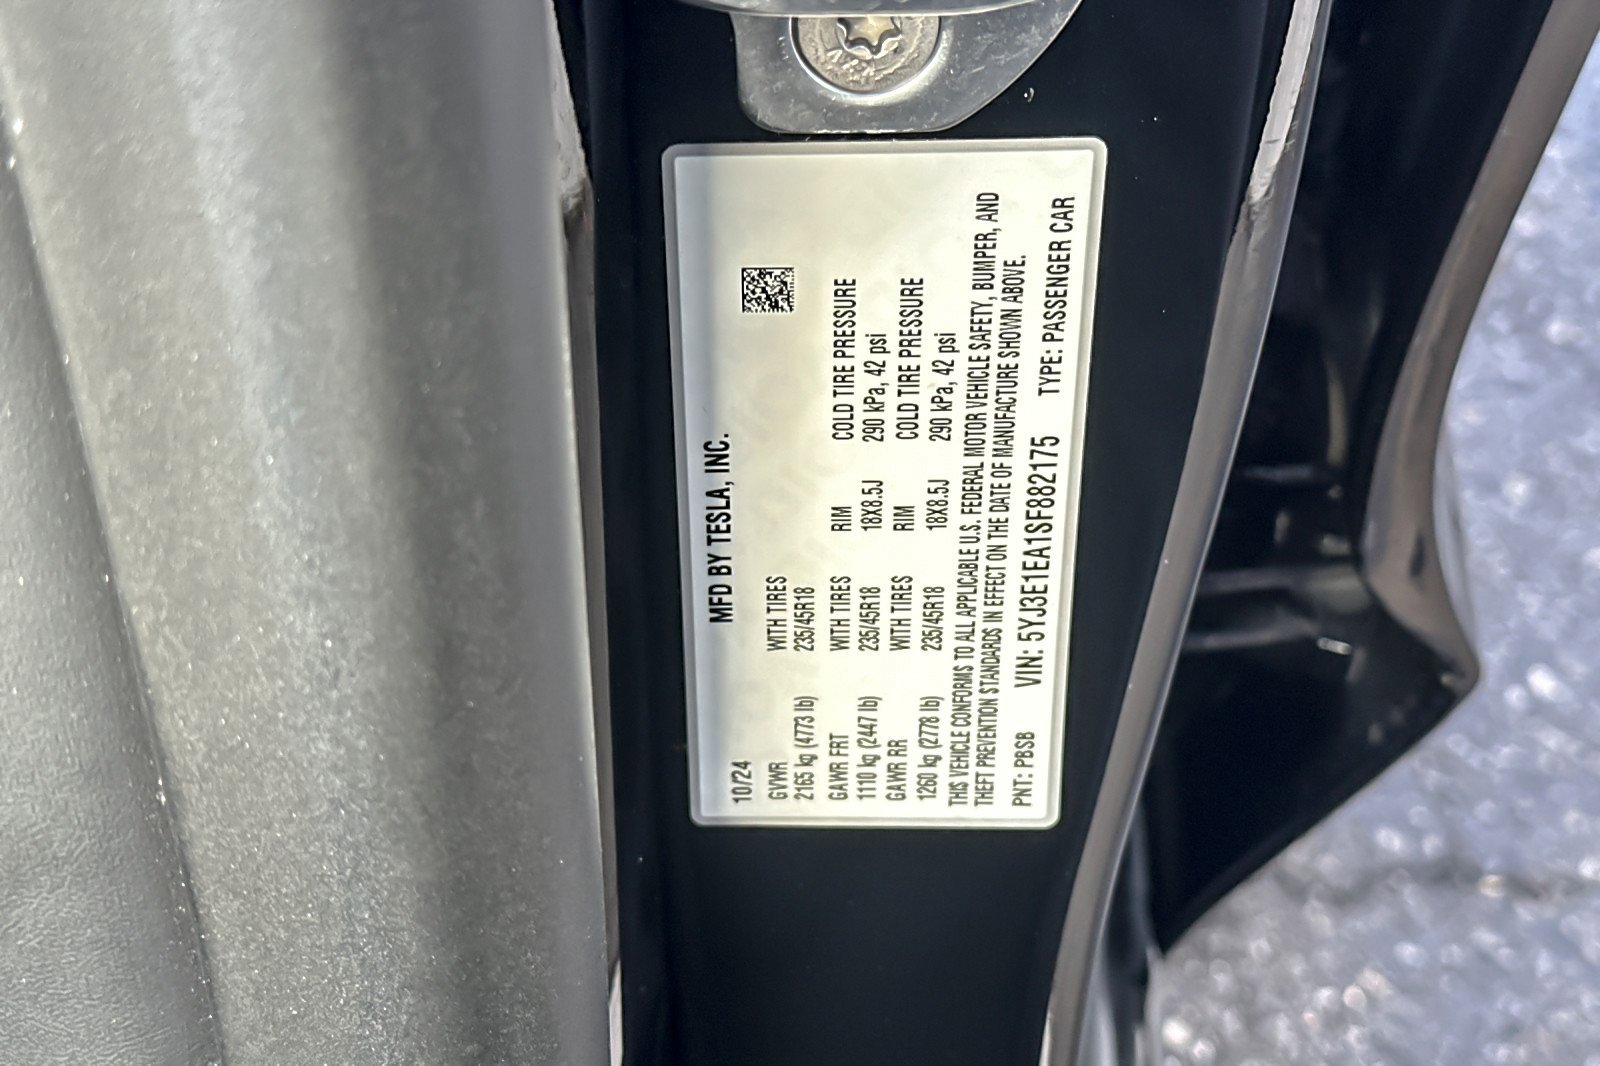 MFD BY TESLA, INC.
10/24
GVWR WITH TIRES
2165 kg (4773 lb) 235/45R18
GAWR FRT WITH TIRES RIM COLD TIRE PRESSURE
1110 kg (2447 lb) 235/45R18 18X8.5J 290 kPa, 42 psi
GAWR RR WITH TIRES RIM COLD TIRE PRESSURE
1260 kg (2778 lb) 235/45R18 18X8.5J 290 kPa, 42 psi
THIS VEHICLE CONFORMS TO ALL APPLICABLE U.S. FEDERAL MOTOR VEHICLE SAFETY, BUMPER, AND
THEFT PREVENTION STANDARDS IN EFFECT ON THE DATE OF MANUFACTURE SHOWN ABOVE.
PNT: PBSB VIN: 5YJ3E1EA1SF882175 TYPE: PASSENGER CAR